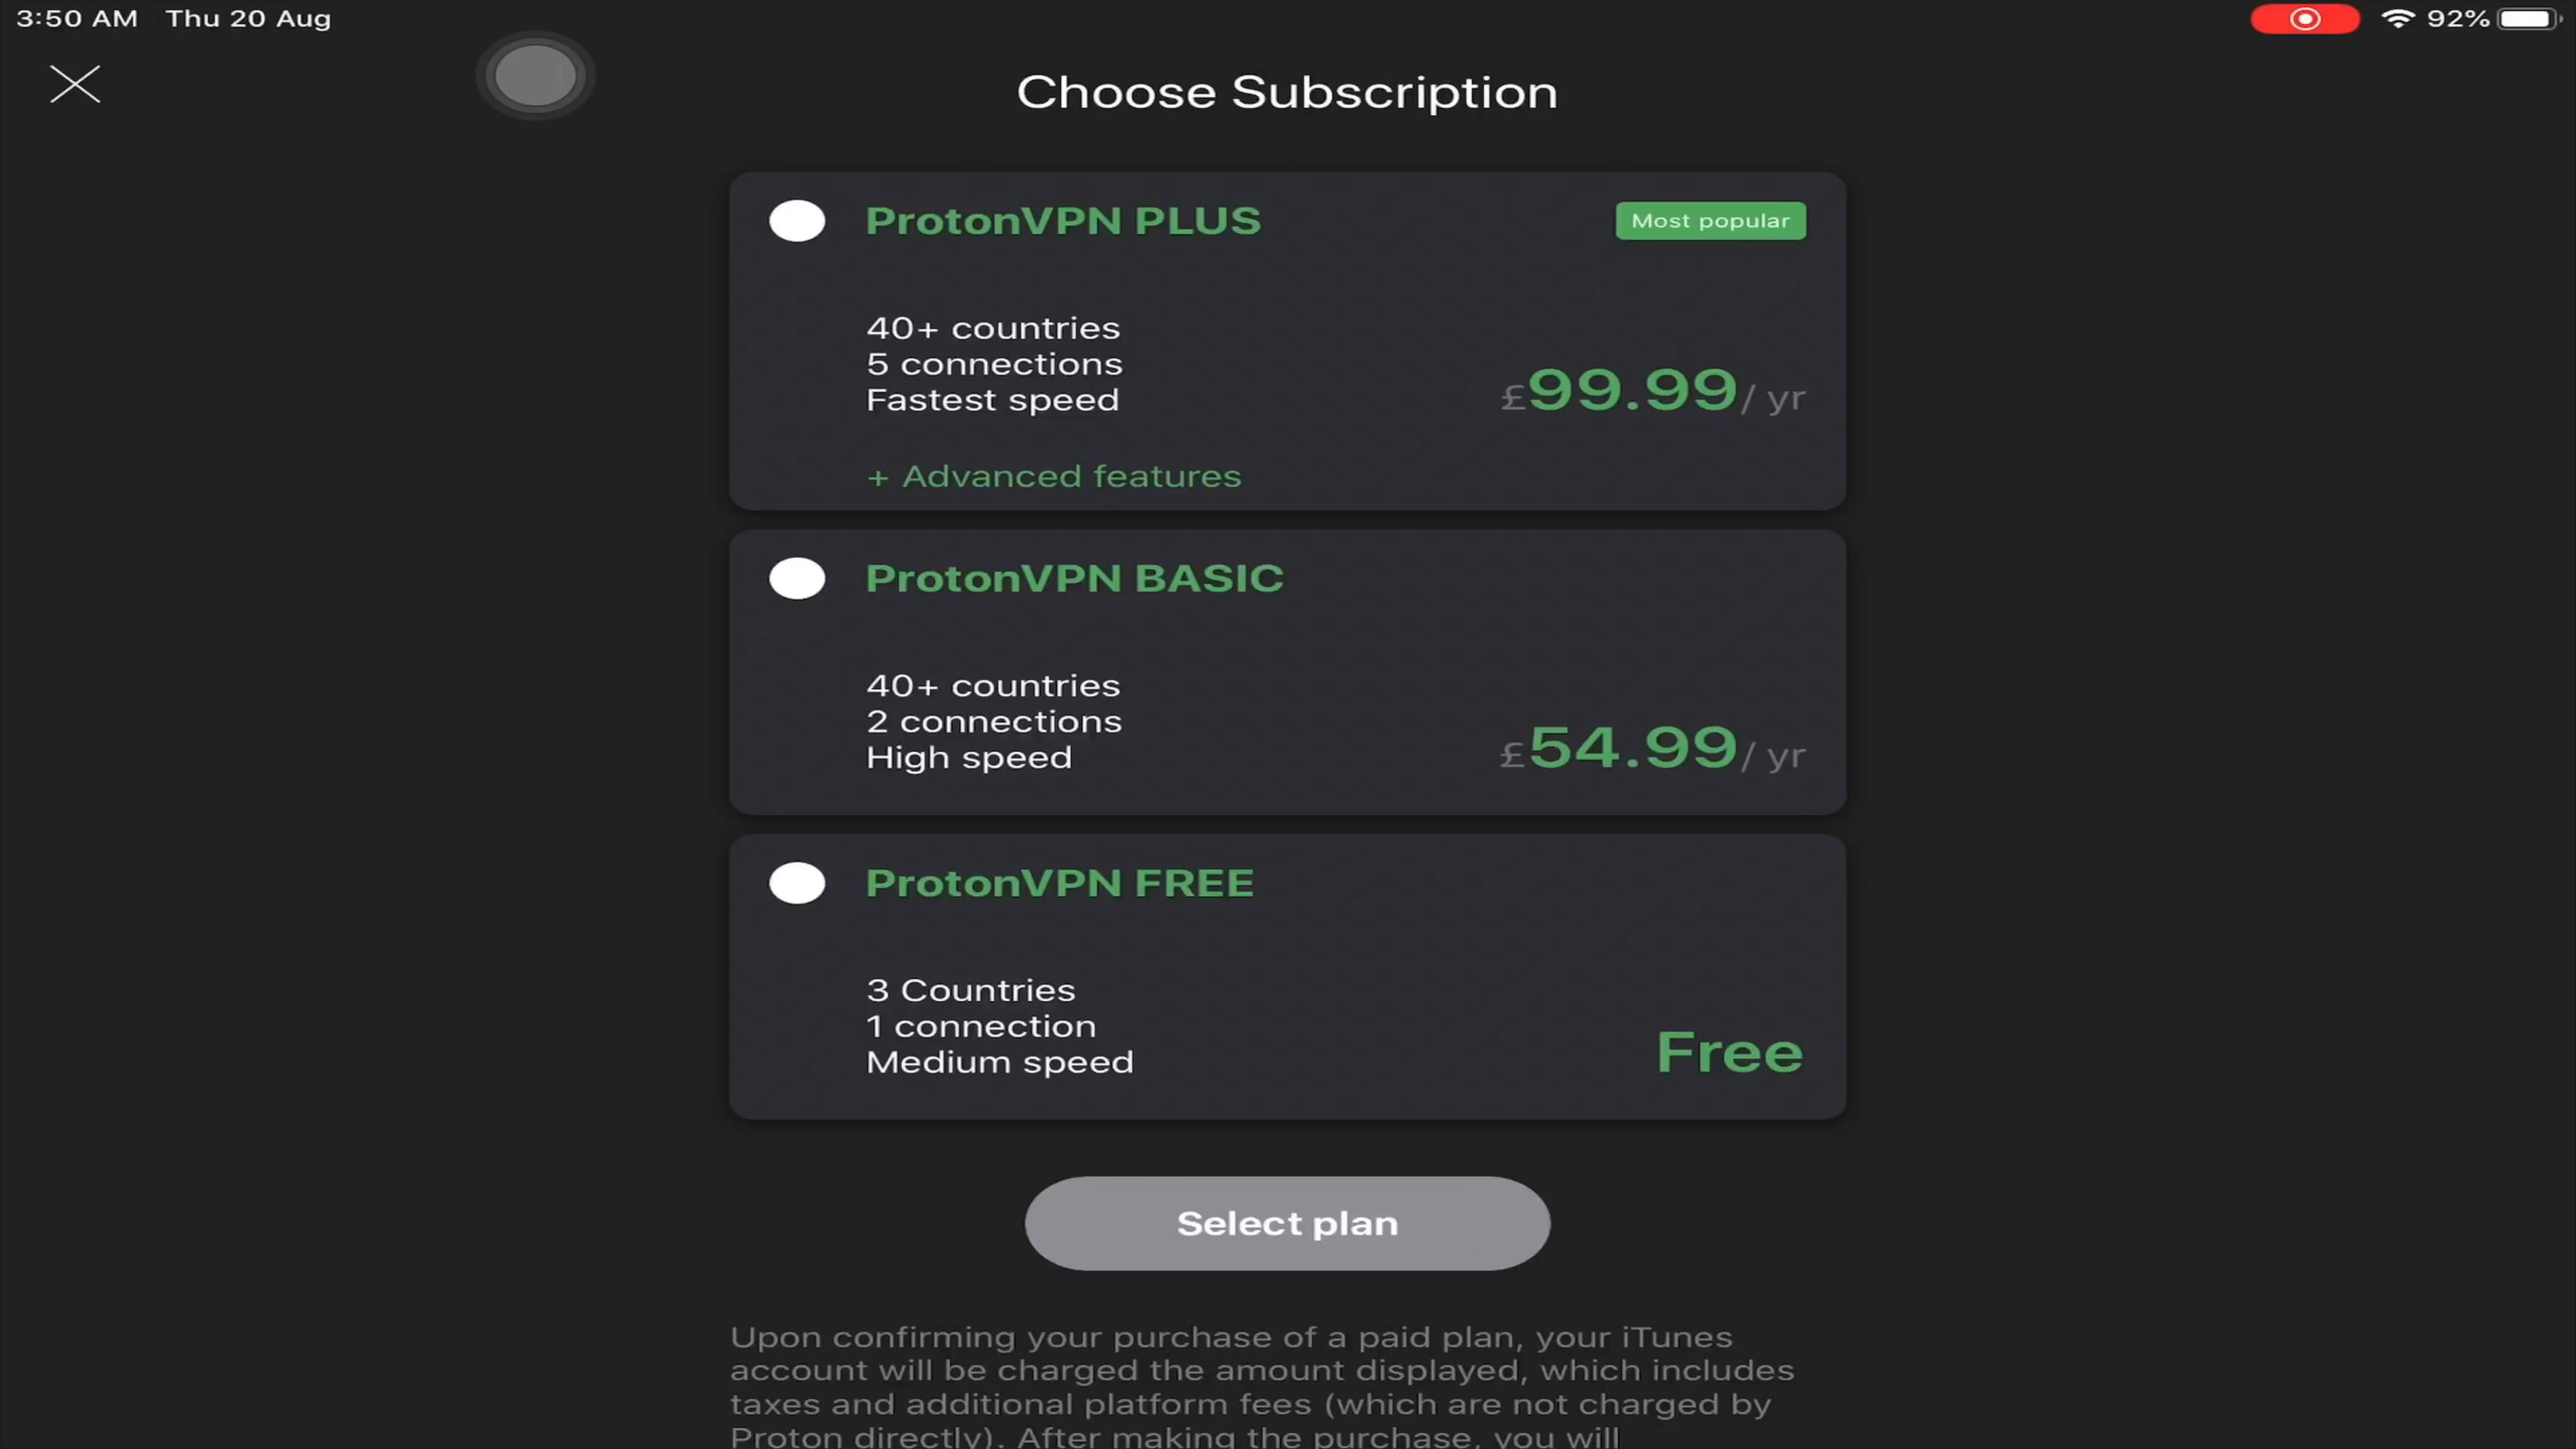 3:50 AM Thu 20 Aug
92%
Choose Subscription
ProtonVPN PLUS
Most popular
40+ countries
5 connections
Fastest speed
£99.99/ yr
+ Advanced features
ProtonVPN BASIC
40+ countries
2 connections
High speed
£54.99/ yr
ProtonVPN FREE
3 Countries
1 connection
Medium speed
Free
Select plan
Upon confirming your purchase of a paid plan, your iTunes
account will be charged the amount displayed, which includes
taxes and additional platform fees (which are not charged by
Proton directly). After making the purchase, you will